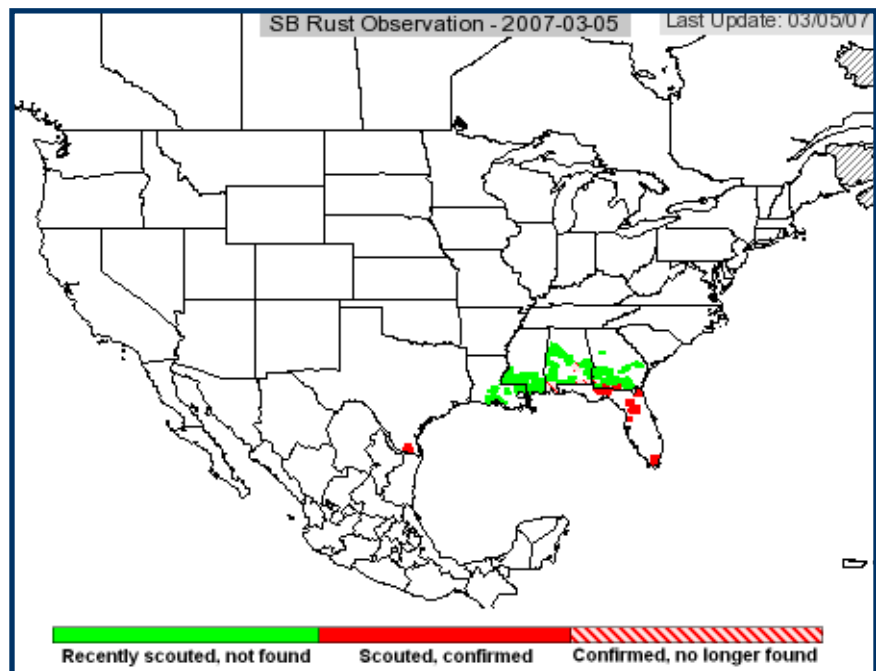 SB Rust Observation - 2007-03-05
Last Update: 03/05/07
Recently scouted, not found
Scouted, confirmed
Confirmed, no longer found